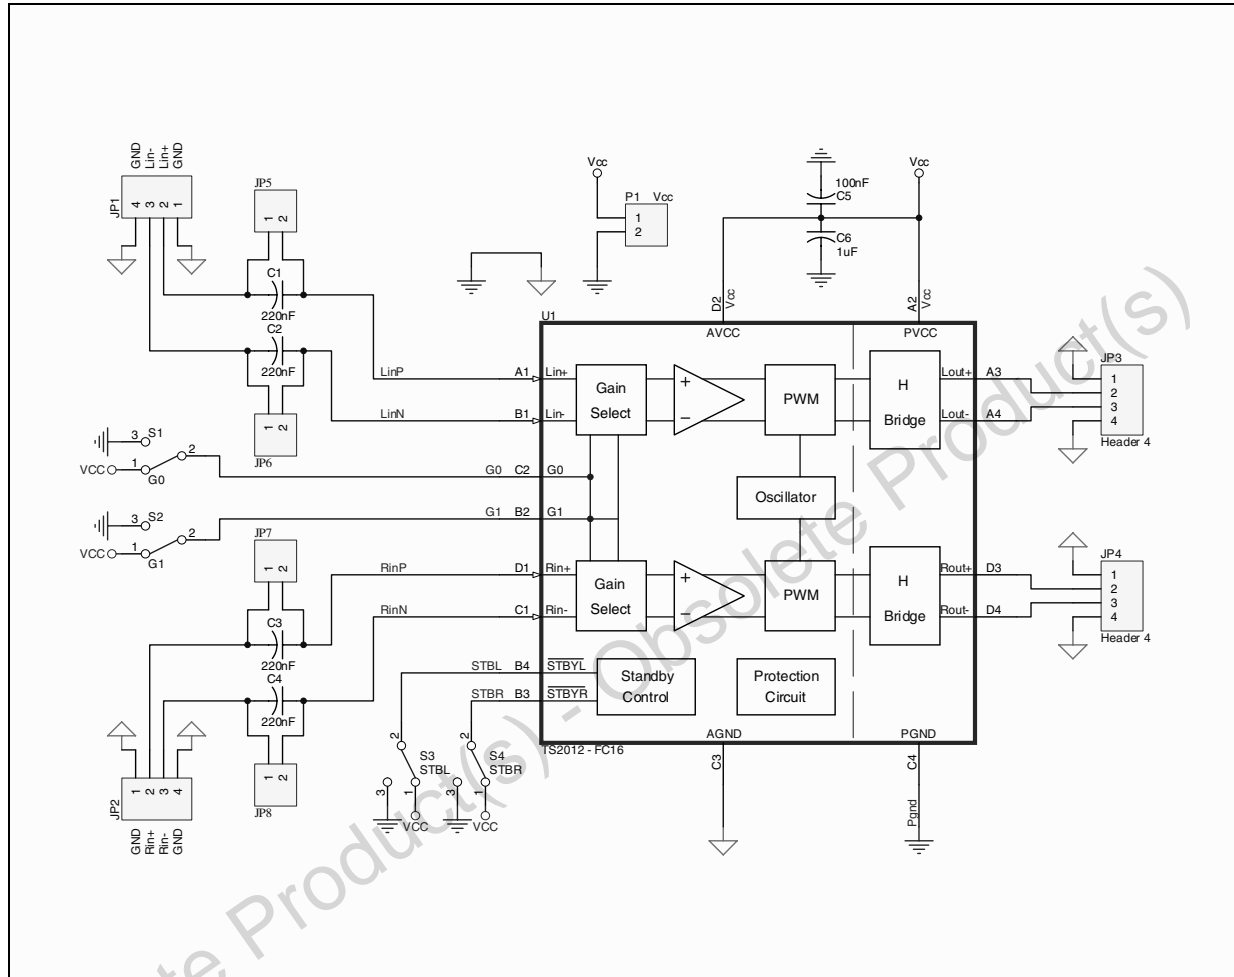 GND
Lin-
Lin+
GND
JP1
4 3 2 1
JP5
1 2
C1
220nF
C2
220nF
1 2
JP6
Vcc
P1 Vcc
1
2
100nF
C5
C6
1uF
Vcc
D2
Vcc
A2
Vcc
U1
AVCC
PVCC
LinP
A1
Lin+
LinN
B1
Lin-
Gain
Select
+
−
PWM
H
Bridge
Lout+
A3
Lout-
A4
JP3
1
2
3
4
Header 4
3
S1
VCC
1
2
G0
G0
C2
G0
3
S2
VCC
1
2
G1
G1
B2
G1
Oscillator
JP7
1 2
C3
220nF
C4
220nF
1 2
JP8
RinP
D1
Rin+
RinN
C1
Rin-
Gain
Select
+
−
PWM
H
Bridge
Rout+
D3
Rout-
D4
JP4
1
2
3
4
Header 4
STBL
B4
STBYL
STBR
B3
STBYR
Standby
Control
Protection
Circuit
TS2012 - FC16
AGND
PGND
C3
C4
Pgnd
2
S3
STBL
3
1
VCC
2
S4
STBR
3
1
VCC
JP2
1 2 3 4
GND
Rin+
Rin-
GND
te Product(s) - Obsolete Product(s)